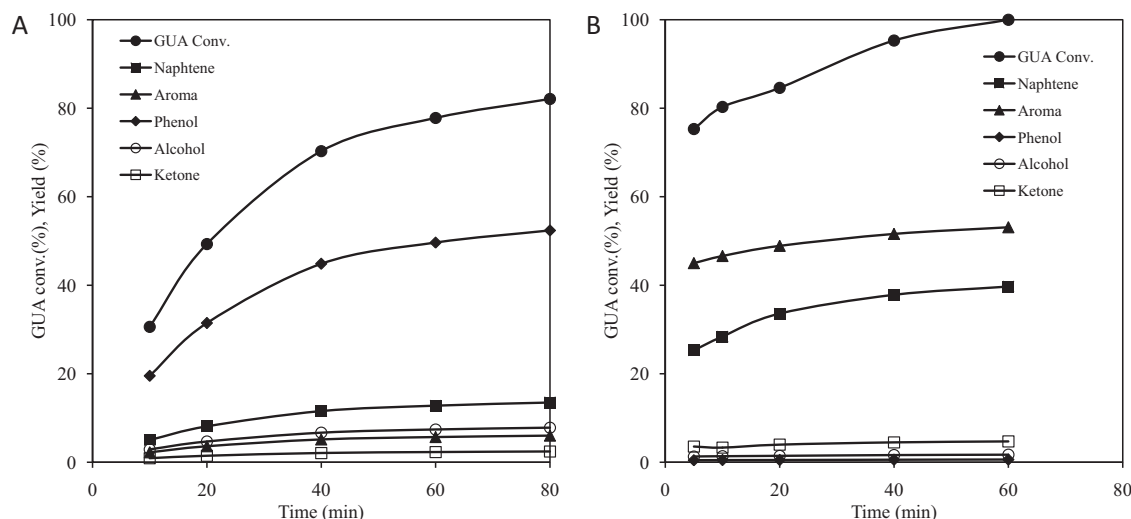 A
100
80
60
40
20
0
GUA conv.(%), Yield (%)
GUA Conv.
Naphtene
Aroma
Phenol
Alcohol
Ketone
0 20 40 60 80
Time (min)
B
100
80
60
40
20
0
GUA conv.(%), Yield (%)
GUA Conv.
Naphtene
Aroma
Phenol
Alcohol
Ketone
0 20 40 60 80
Time (min)